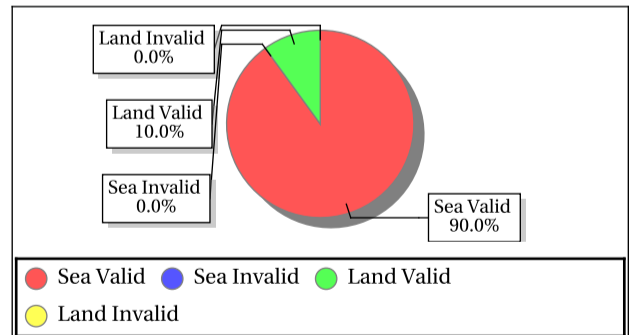 Land Invalid
0.0%
Land Valid
10.0%
Sea Invalid
0.0%
Sea Valid
90.0%
Sea Valid Sea Invalid Land Valid
Land Invalid